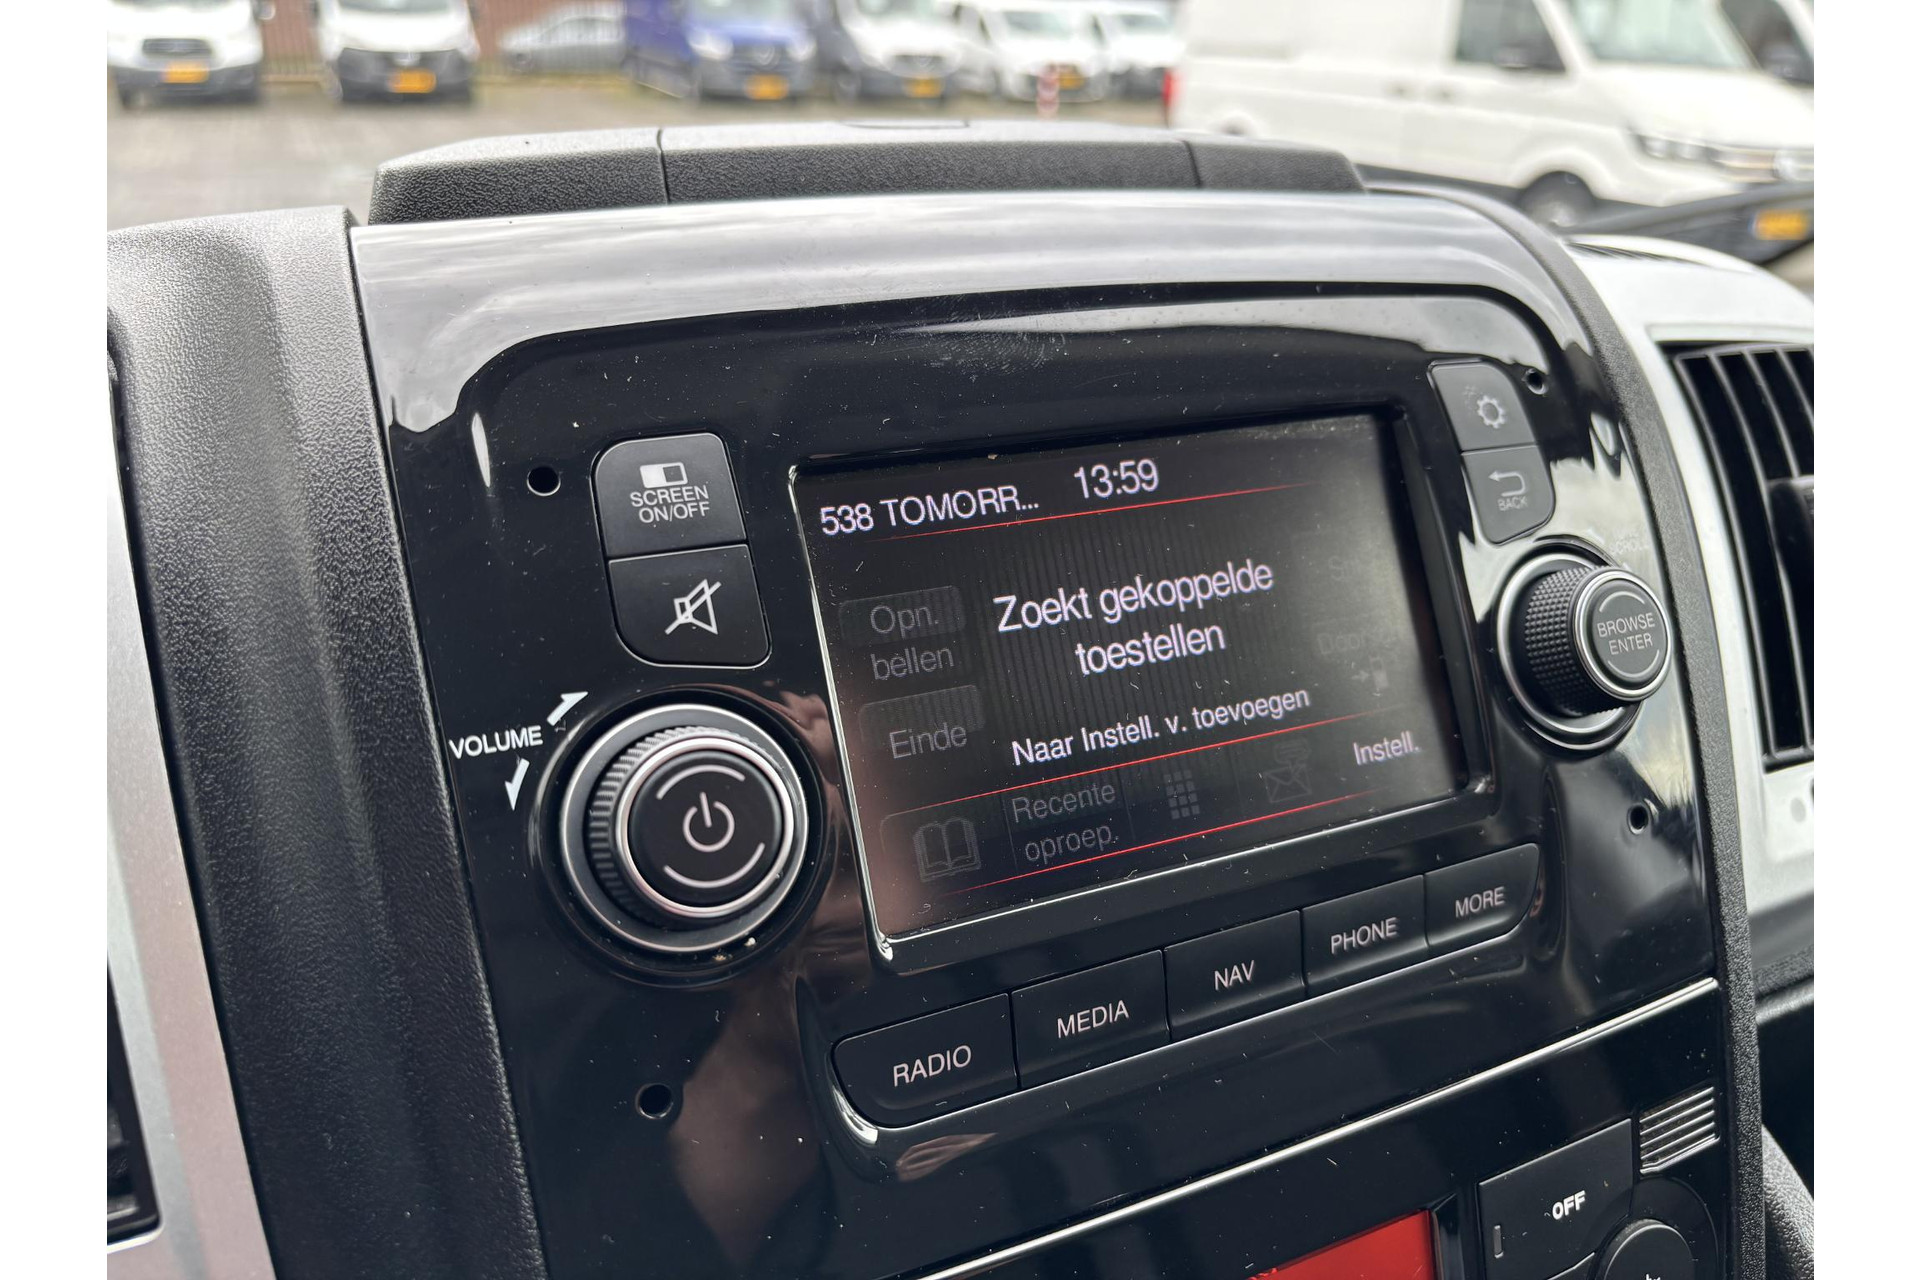 SCREEN
ON/OFF
VOLUME
538 TOMORR... 13:59
Zoekt gekoppelde
toestellen
Naar Instell. v. toevoegen
Opn.
bellen
Einde
Recente
oproep.
Instell.
BACK
SCROLL
BROWSE
ENTER
RADIO
MEDIA
NAV
PHONE
MORE
OFF